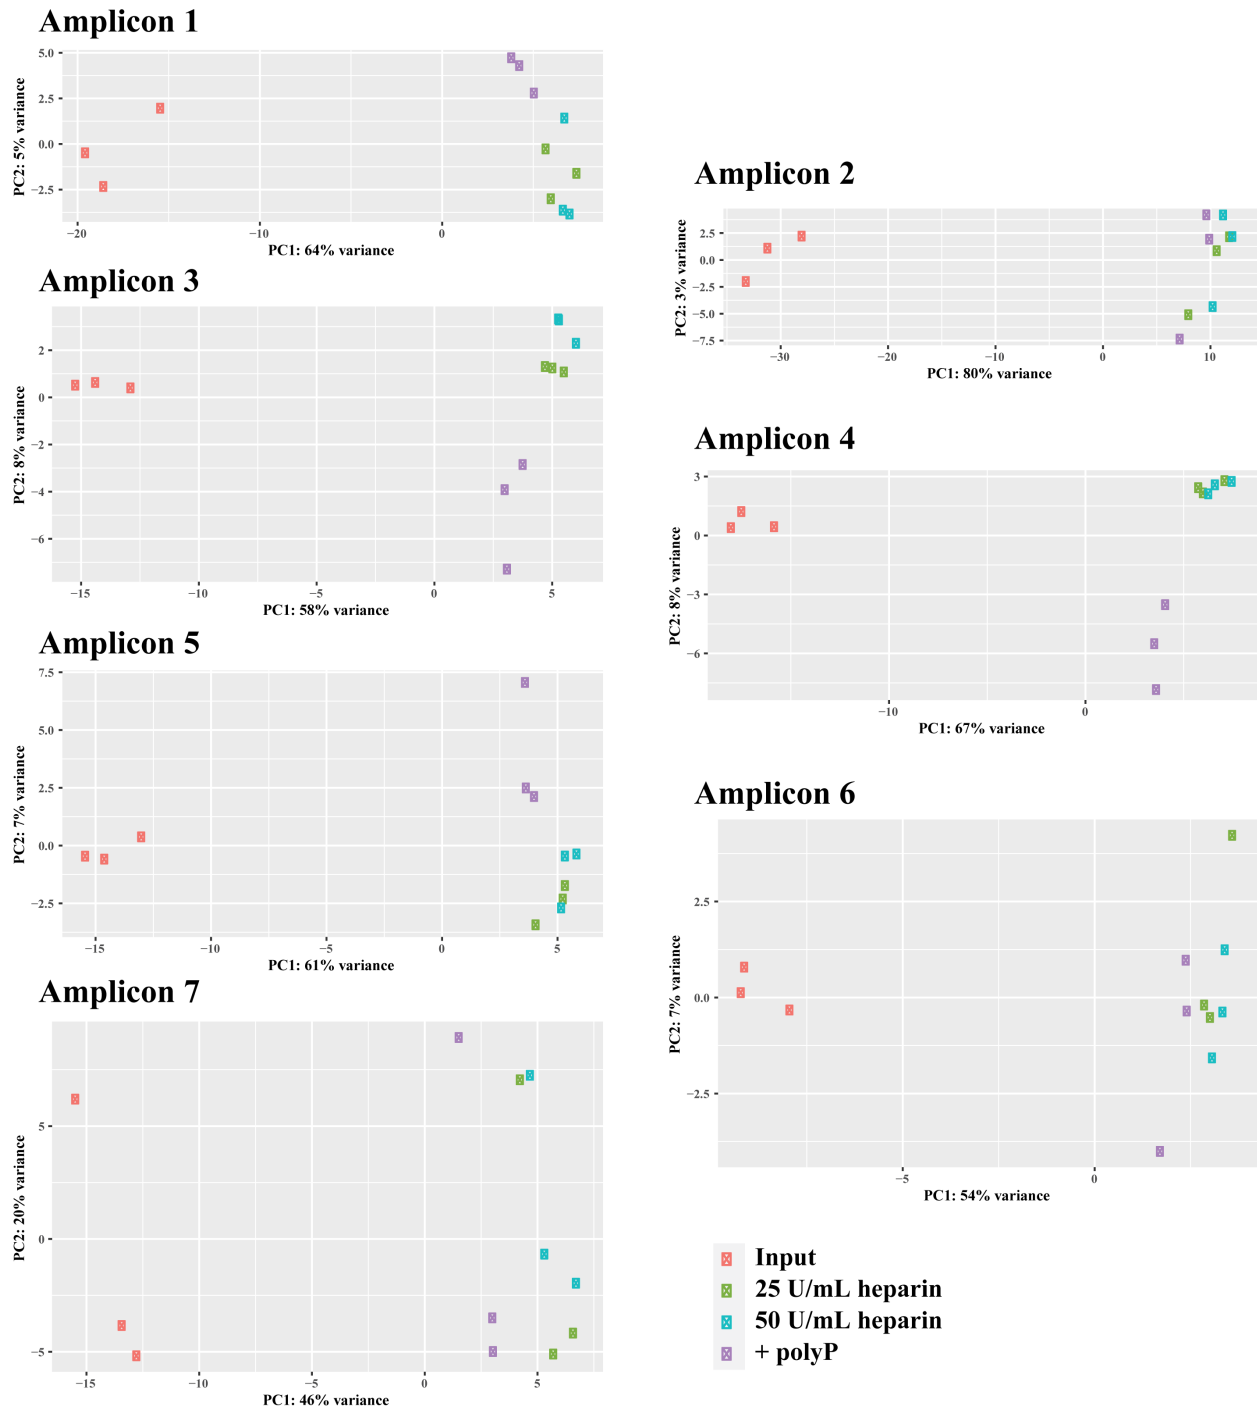 Amplicon 1
5.0
2.5
0.0
−2.5
PC2: 5% variance
−20
−10
0
PC1: 64% variance
Amplicon 2
2.5
0.0
−2.5
−5.0
−7.5
PC2: 3% variance
−30
−20
−10
0
10
PC1: 80% variance
Amplicon 3
2
0
−2
−4
−6
PC2: 8% variance
−15
−10
−5
0
5
PC1: 58% variance
Amplicon 4
3
0
−3
−6
PC2: 8% variance
−10
0
PC1: 67% variance
Amplicon 5
7.5
5.0
2.5
0.0
−2.5
PC2: 7% variance
−15
−10
−5
0
5
PC1: 61% variance
Amplicon 6
2.5
0.0
−2.5
PC2: 7% variance
−5
0
PC1: 54% variance
Amplicon 7
5
0
−5
PC2: 20% variance
−15
−10
−5
0
5
PC1: 46% variance
Input
25 U/mL heparin
50 U/mL heparin
+ polyP